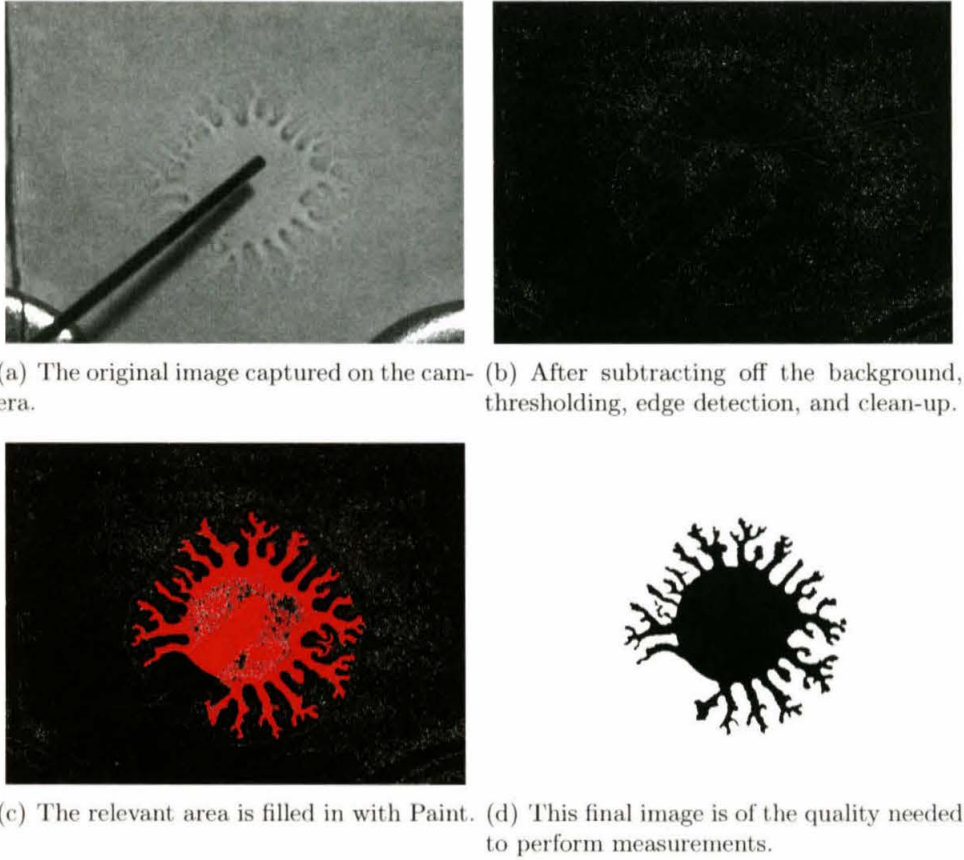 (a) The original image captured on the cam-
era.
(b) After subtracting off the background,
thresholding, edge detection, and clean-up.
(c) The relevant area is filled in with Paint.
(d) This final image is of the quality needed
to perform measurements.